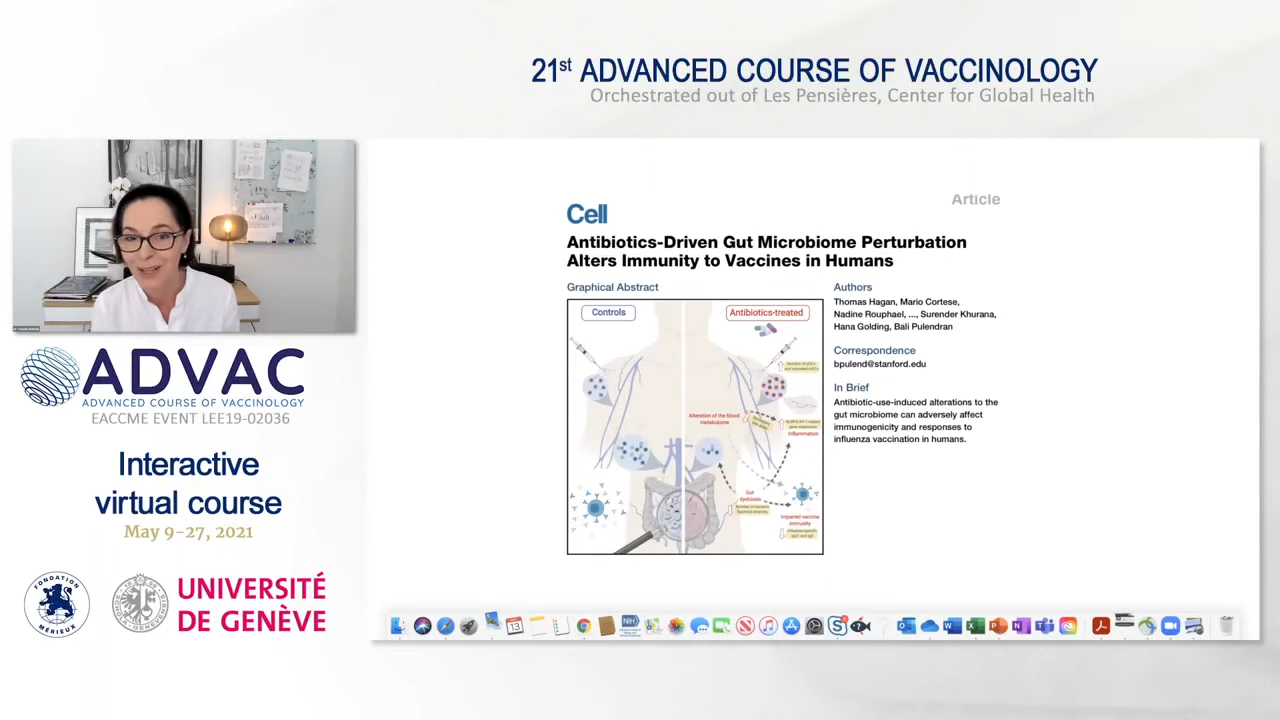 21st ADVANCED COURSE OF VACCINOLOGY
Orchestrated out of Les Pensières, Center for Global Health
ADVAC
ADVANCED COURSE OF VACCINOLOGY
EACCME EVENT LEE19-02036
Interactive
virtual course
May 9-27, 2021
FONDATION
MÉRIEUX
UNIVERSITÉ
DE GENÈVE
Article
Cell
Antibiotics-Driven Gut Microbiome Perturbation
Alters Immunity to Vaccines in Humans
Graphical Abstract
Controls
Antibiotics-treated
Alteration of the blood
metabolome
Inflammation
Gut
dysbiosis
Impaired vaccine
immunity
Authors
Thomas Hagan, Mario Cortese,
Nadine Rouphael, ..., Surender Khurana,
Hana Golding, Bali Pulendran
Correspondence
bpulend@stanford.edu
In Brief
Antibiotic-use-induced alterations to the
gut microbiome can adversely affect
immunogenicity and responses to
influenza vaccination in humans.
13
NIH